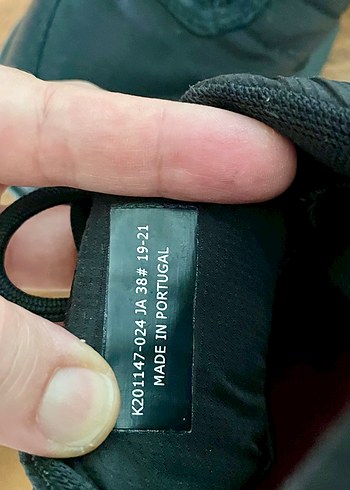 K201147-024 JA 38# 19-21
MADE IN PORTUGAL